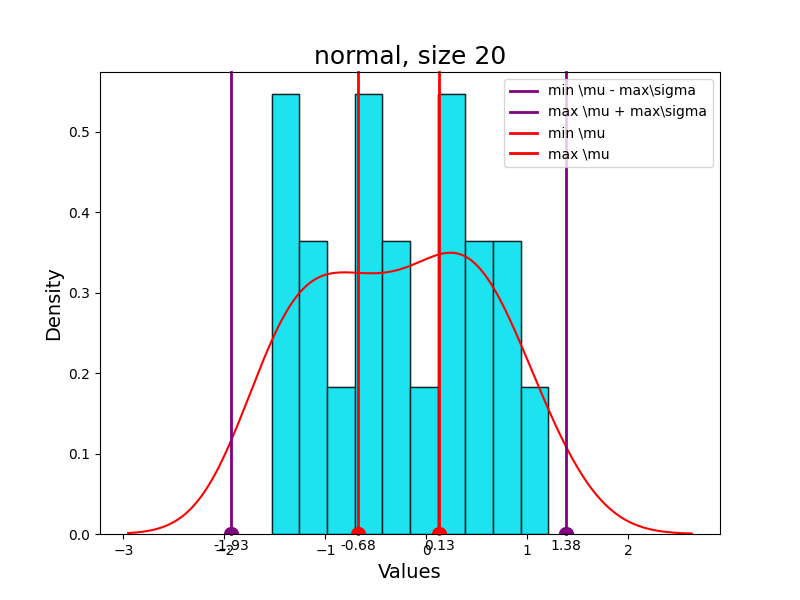 normal, size 20
min \mu - max\sigma
max \mu + max\sigma
min \mu
max \mu
Density
0.5
0.4
0.3
0.2
0.1
0.0
-1.93 -0.68 0.13 1.38
−3 −2 −1 0 1 2
Values